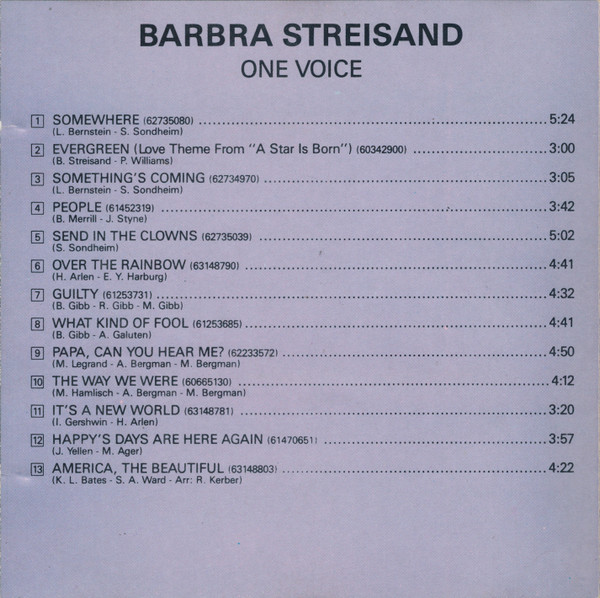 BARBRA STREISAND
ONE VOICE
1 SOMEWHERE (62735080) 5:24
(L. Bernstein - S. Sondheim)
2 EVERGREEN (Love Theme From "A Star Is Born") (60342900) 3:00
(B. Streisand - P. Williams)
3 SOMETHING'S COMING (62734970) 3:05
(L. Bernstein - S. Sondheim)
4 PEOPLE (61452319) 3:42
(B. Merrill - J. Styne)
5 SEND IN THE CLOWNS (62735039) 5:02
(S. Sondheim)
6 OVER THE RAINBOW (63148790) 4:41
(H. Arlen - E. Y. Harburg)
7 GUILTY (61253731) 4:32
(B. Gibb - R. Gibb - M. Gibb)
8 WHAT KIND OF FOOL (61253685) 4:41
(B. Gibb - A. Galuten)
9 PAPA, CAN YOU HEAR ME? (62233572) 4:50
(M. Legrand - A. Bergman - M. Bergman)
10 THE WAY WE WERE (60665130) 4:12
(M. Hamlisch - A. Bergman - M. Bergman)
11 IT'S A NEW WORLD (63148781) 3:20
(I. Gershwin - H. Arlen)
12 HAPPY'S DAYS ARE HERE AGAIN (61470651) 3:57
(J. Yellen - M. Ager)
13 AMERICA, THE BEAUTIFUL (63148803) 4:22
(K. L. Bates - S. A. Ward - Arr: R. Kerber)